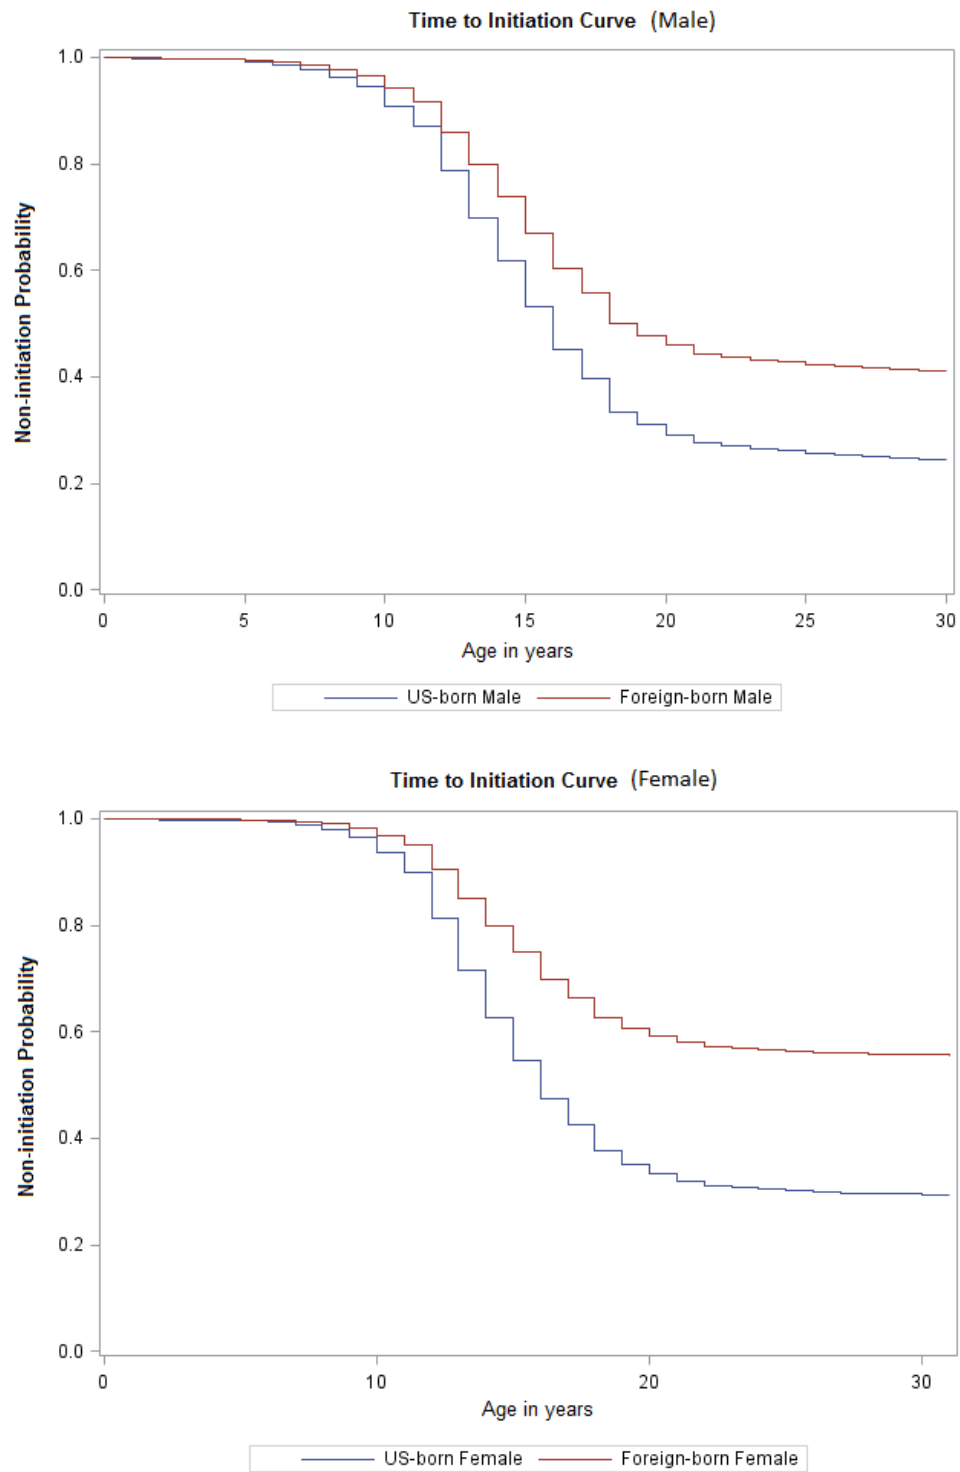 Time to Initiation Curve (Male)
Non-initiation Probability
1.0
0.8
0.6
0.4
0.2
0.0
0 5 10 15 20 25 30
Age in years
US-born Male Foreign-born Male
Time to Initiation Curve (Female)
Non-initiation Probability
1.0
0.8
0.6
0.4
0.2
0.0
0 10 20 30
Age in years
US-born Female Foreign-born Female